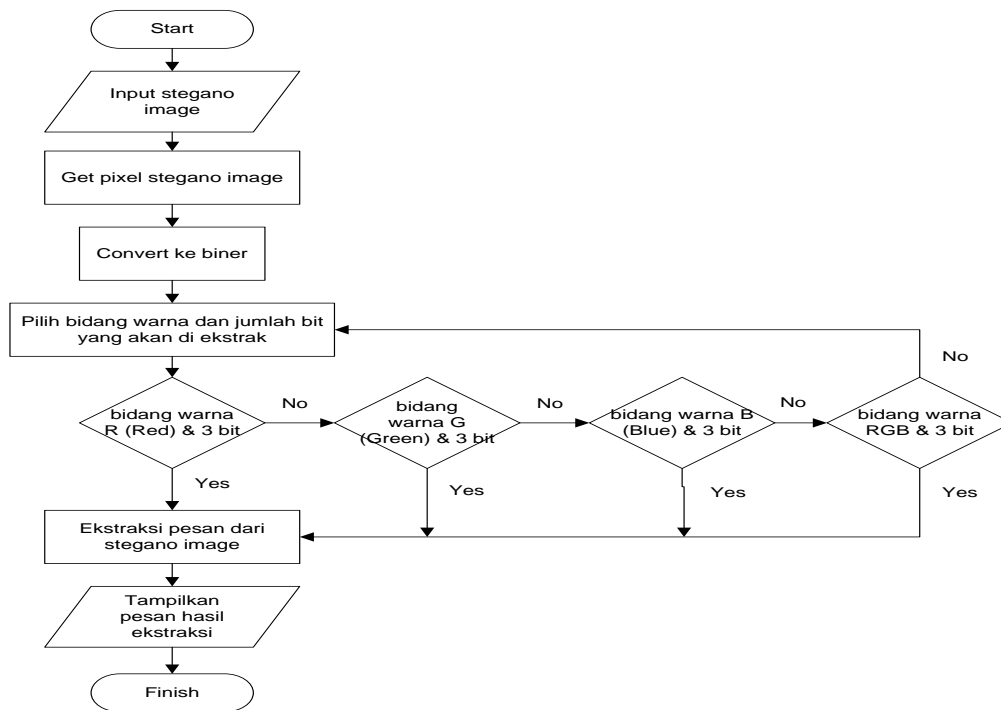 Start
Input stegano
image
Get pixel stegano image
Convert ke biner
Pilih bidang warna dan jumlah bit
yang akan di ekstrak
No
bidang warna
R (Red) & 3 bit
No
bidang
warna G
(Green) & 3 bit
No
bidang warna B
(Blue) & 3 bit
No
bidang warna
RGB & 3 bit
Yes
Yes
Yes
Yes
Ekstraksi pesan dari
stegano image
Tampilkan
pesan hasil
ekstraksi
Finish